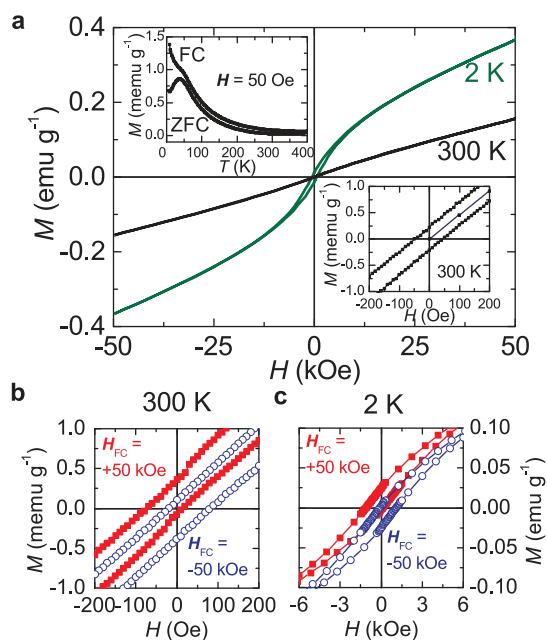 a
0.4
0.2
0.0
-0.2
-0.4
M (emu g⁻¹)
-50 -25 0 25 50
H (kOe)
2 K
300 K
1.5
1.0
0.5
0.0
M (memu g⁻¹)
FC
ZFC
H = 50 Oe
0 100 200 300 400
T (K)
1.0
0.5
0.0
-0.5
-1.0
M (memu g⁻¹)
300 K
-200 -100 0 100 200
H (Oe)
b
300 K
1.0
0.5
0.0
-0.5
-1.0
M (memu g⁻¹)
HFC =
+50 kOe
HFC =
-50 kOe
-200 -100 0 100 200
H (Oe)
c
2 K
HFC =
+50 kOe
HFC =
-50 kOe
0.10
0.05
0.00
-0.05
-0.10
M (memu g⁻¹)
-6 -3 0 3 6
H (kOe)